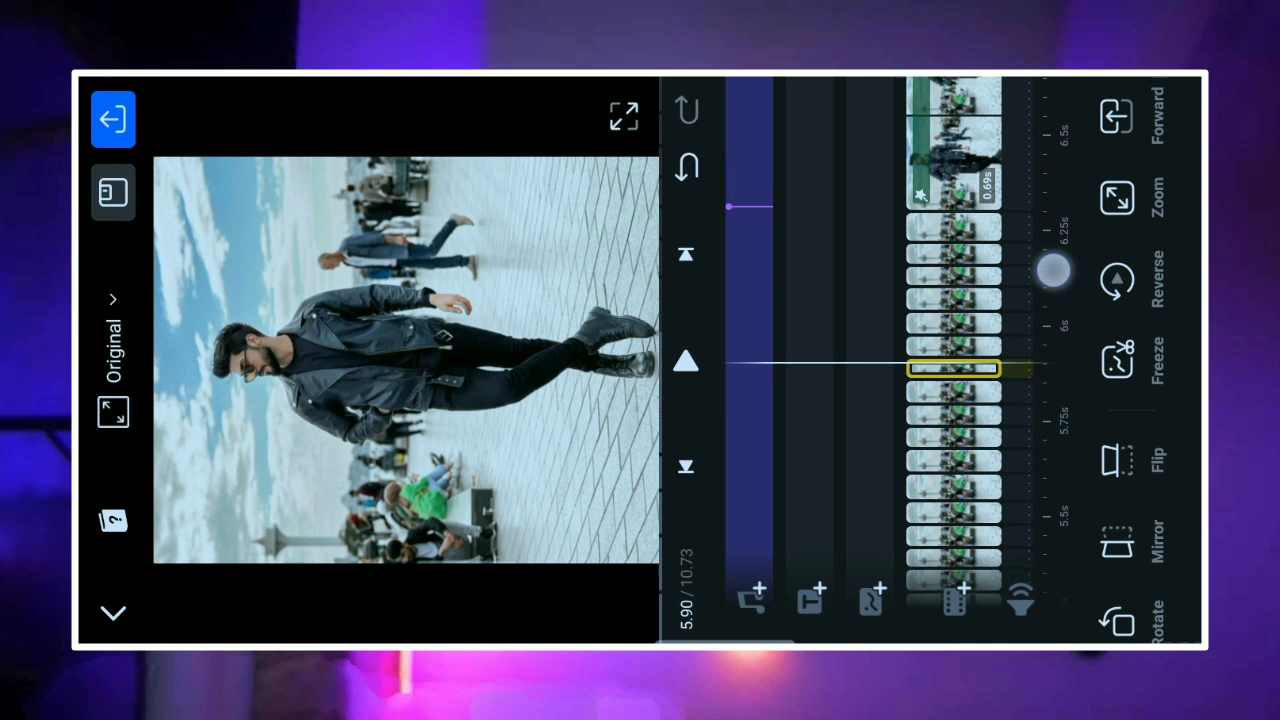 Original
?
5.90 / 10.73
T
0.69s
5.5s
5.75s
6s
6.25s
6.5s
Rotate
Mirror
Flip
Freeze
Reverse
Zoom
Forward